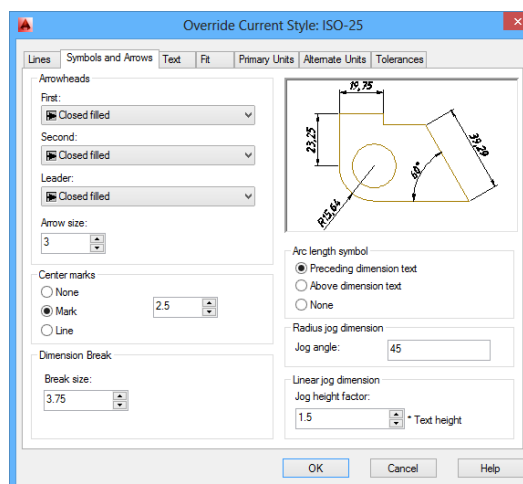 Override Current Style: ISO-25
Lines Symbols and Arrows Text Fit Primary Units Alternate Units Tolerances
Arrowheads
First:
Closed filled
Second:
Closed filled
Leader:
Closed filled
Arrow size:
3
Center marks
None
Mark
2.5
Line
Dimension Break
Break size:
3.75
19,75
23,25
39,29
60°
R15,64
Arc length symbol
Preceding dimension text
Above dimension text
None
Radius jog dimension
Jog angle:
45
Linear jog dimension
Jog height factor:
1.5
* Text height
OK Cancel Help